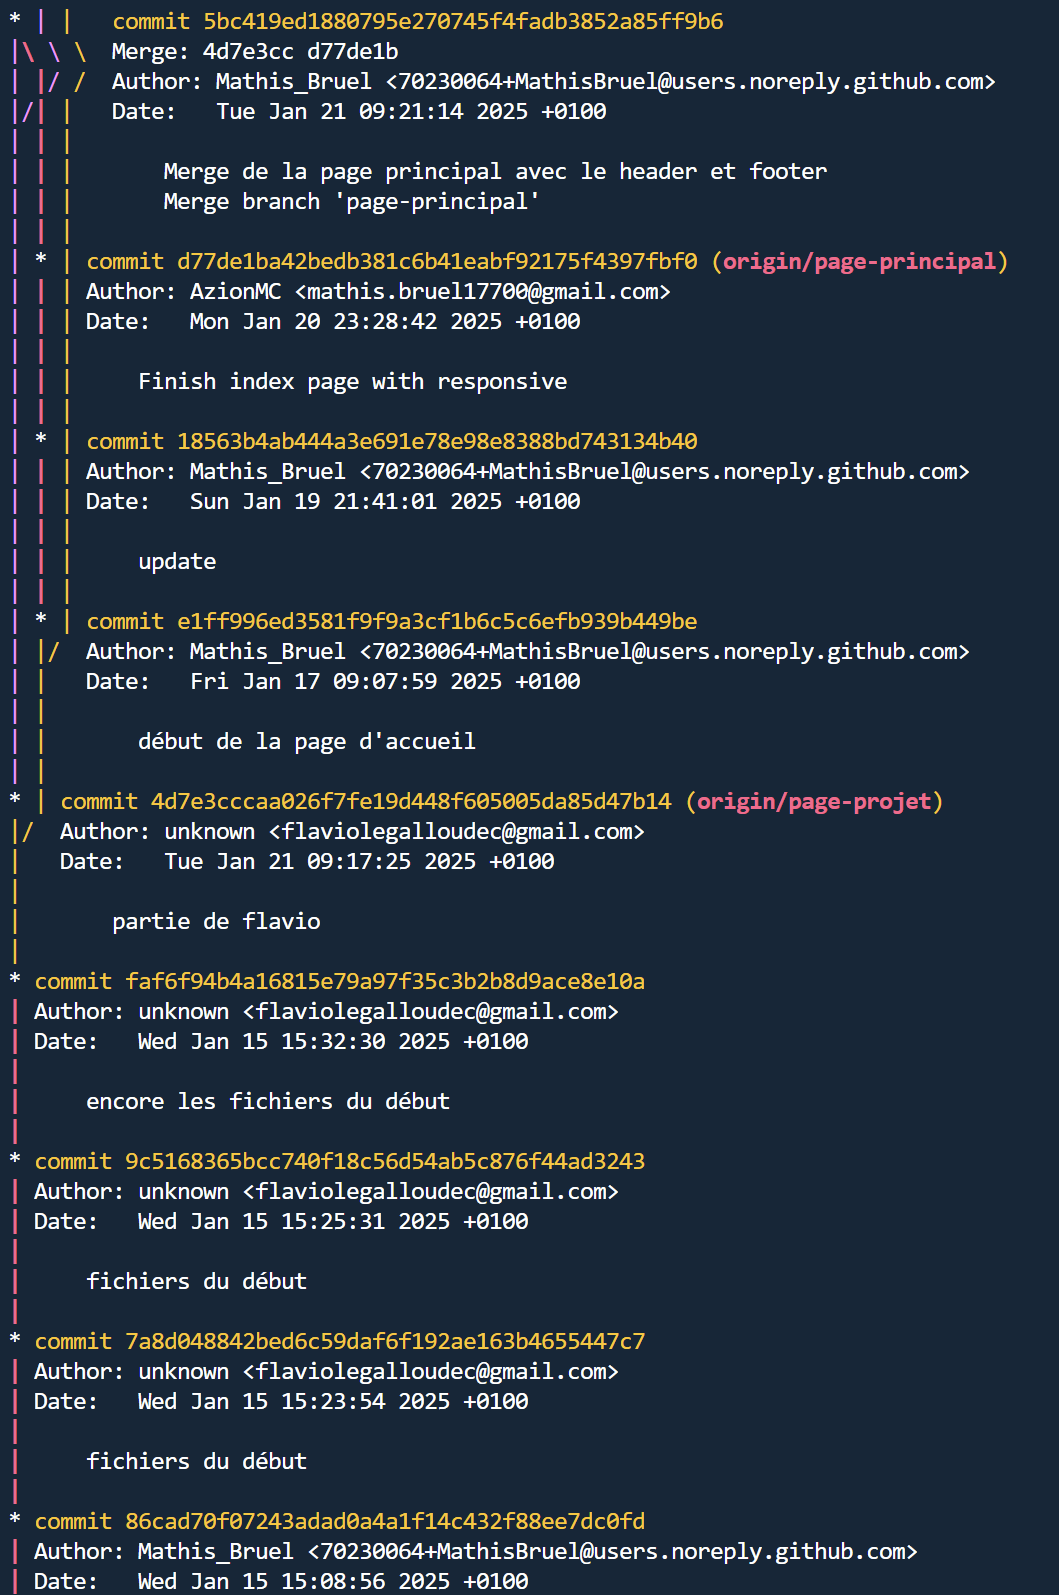 * | | commit 5bc419ed1880795e270745f4fadb3852a85ff9b6
|\ \ \ Merge: 4d7e3cc d77de1b
| |/ / Author: Mathis_Bruel <70230064+MathisBruel@users.noreply.github.com>
|/| | Date: Tue Jan 21 09:21:14 2025 +0100
| | |
| | | Merge de la page principal avec le header et footer
| | | Merge branch 'page-principal'
| | |
| * | commit d77de1ba42bedb381c6b41eabf92175f4397fbf0 (origin/page-principal)
| | | Author: AzionMC <mathis.bruel17700@gmail.com>
| | | Date: Mon Jan 20 23:28:42 2025 +0100
| | |
| | | Finish index page with responsive
| | |
| * | commit 18563b4ab444a3e691e78e98e8388bd743134b40
| | | Author: Mathis_Bruel <70230064+MathisBruel@users.noreply.github.com>
| | | Date: Sun Jan 19 21:41:01 2025 +0100
| | |
| | | update
| | |
| * | commit e1ff996ed3581f9f9a3cf1b6c5c6efb939b449be
| |/ Author: Mathis_Bruel <70230064+MathisBruel@users.noreply.github.com>
| | Date: Fri Jan 17 09:07:59 2025 +0100
| |
| | début de la page d'accueil
| |
* | commit 4d7e3cccaa026f7fe19d448f605005da85d47b14 (origin/page-projet)
|/ Author: unknown <flaviolegalloudec@gmail.com>
| Date: Tue Jan 21 09:17:25 2025 +0100
|
| partie de flavio
|
* commit faf6f94b4a16815e79a97f35c3b2b8d9ace8e10a
| Author: unknown <flaviolegalloudec@gmail.com>
| Date: Wed Jan 15 15:32:30 2025 +0100
|
| encore les fichiers du début
|
* commit 9c5168365bcc740f18c56d54ab5c876f44ad3243
| Author: unknown <flaviolegalloudec@gmail.com>
| Date: Wed Jan 15 15:25:31 2025 +0100
|
| fichiers du début
|
* commit 7a8d048842bed6c59daf6f192ae163b4655447c7
| Author: unknown <flaviolegalloudec@gmail.com>
| Date: Wed Jan 15 15:23:54 2025 +0100
|
| fichiers du début
|
* commit 86cad70f07243adad0a4a1f14c432f88ee7dc0fd
| Author: Mathis_Bruel <70230064+MathisBruel@users.noreply.github.com>
| Date: Wed Jan 15 15:08:56 2025 +0100